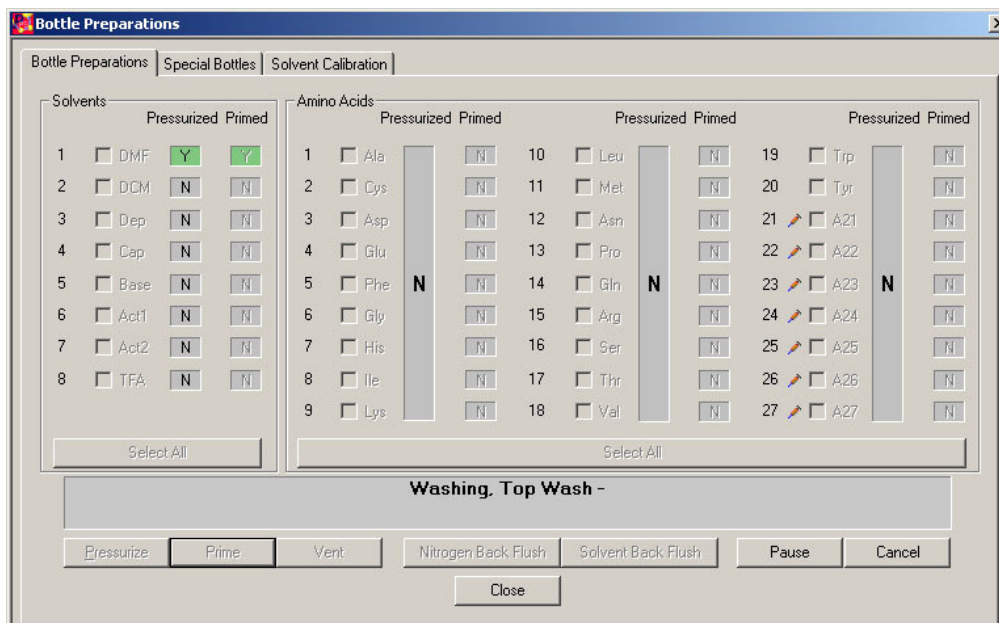 Bottle Preparations
Bottle Preparations Special Bottles Solvent Calibration
Solvents Amino Acids
Pressurized Primed Pressurized Primed Pressurized Primed Pressurized Primed
1 DMF Y Y 1 Ala N 10 Leu N 19 Trp N
2 DCM N N 2 Cys N 11 Met N 20 Tyr N
3 Dep N N 3 Asp N 12 Asn N 21 A21 N
4 Cap N N 4 Glu N 13 Pro N 22 A22 N
5 Base N N 5 Phe N N 14 Gln N N 23 A23 N N
6 Act1 N N 6 Gly N 15 Arg N 24 A24 N
7 Act2 N N 7 His N 16 Ser N 25 A25 N
8 TFA N N 8 Ile N 17 Thr N 26 A26 N
9 Lys N 18 Val N 27 A27 N
Select All Select All
Washing, Top Wash -
Pressurize Prime Vent Nitrogen Back Flush Solvent Back Flush Pause Cancel
Close